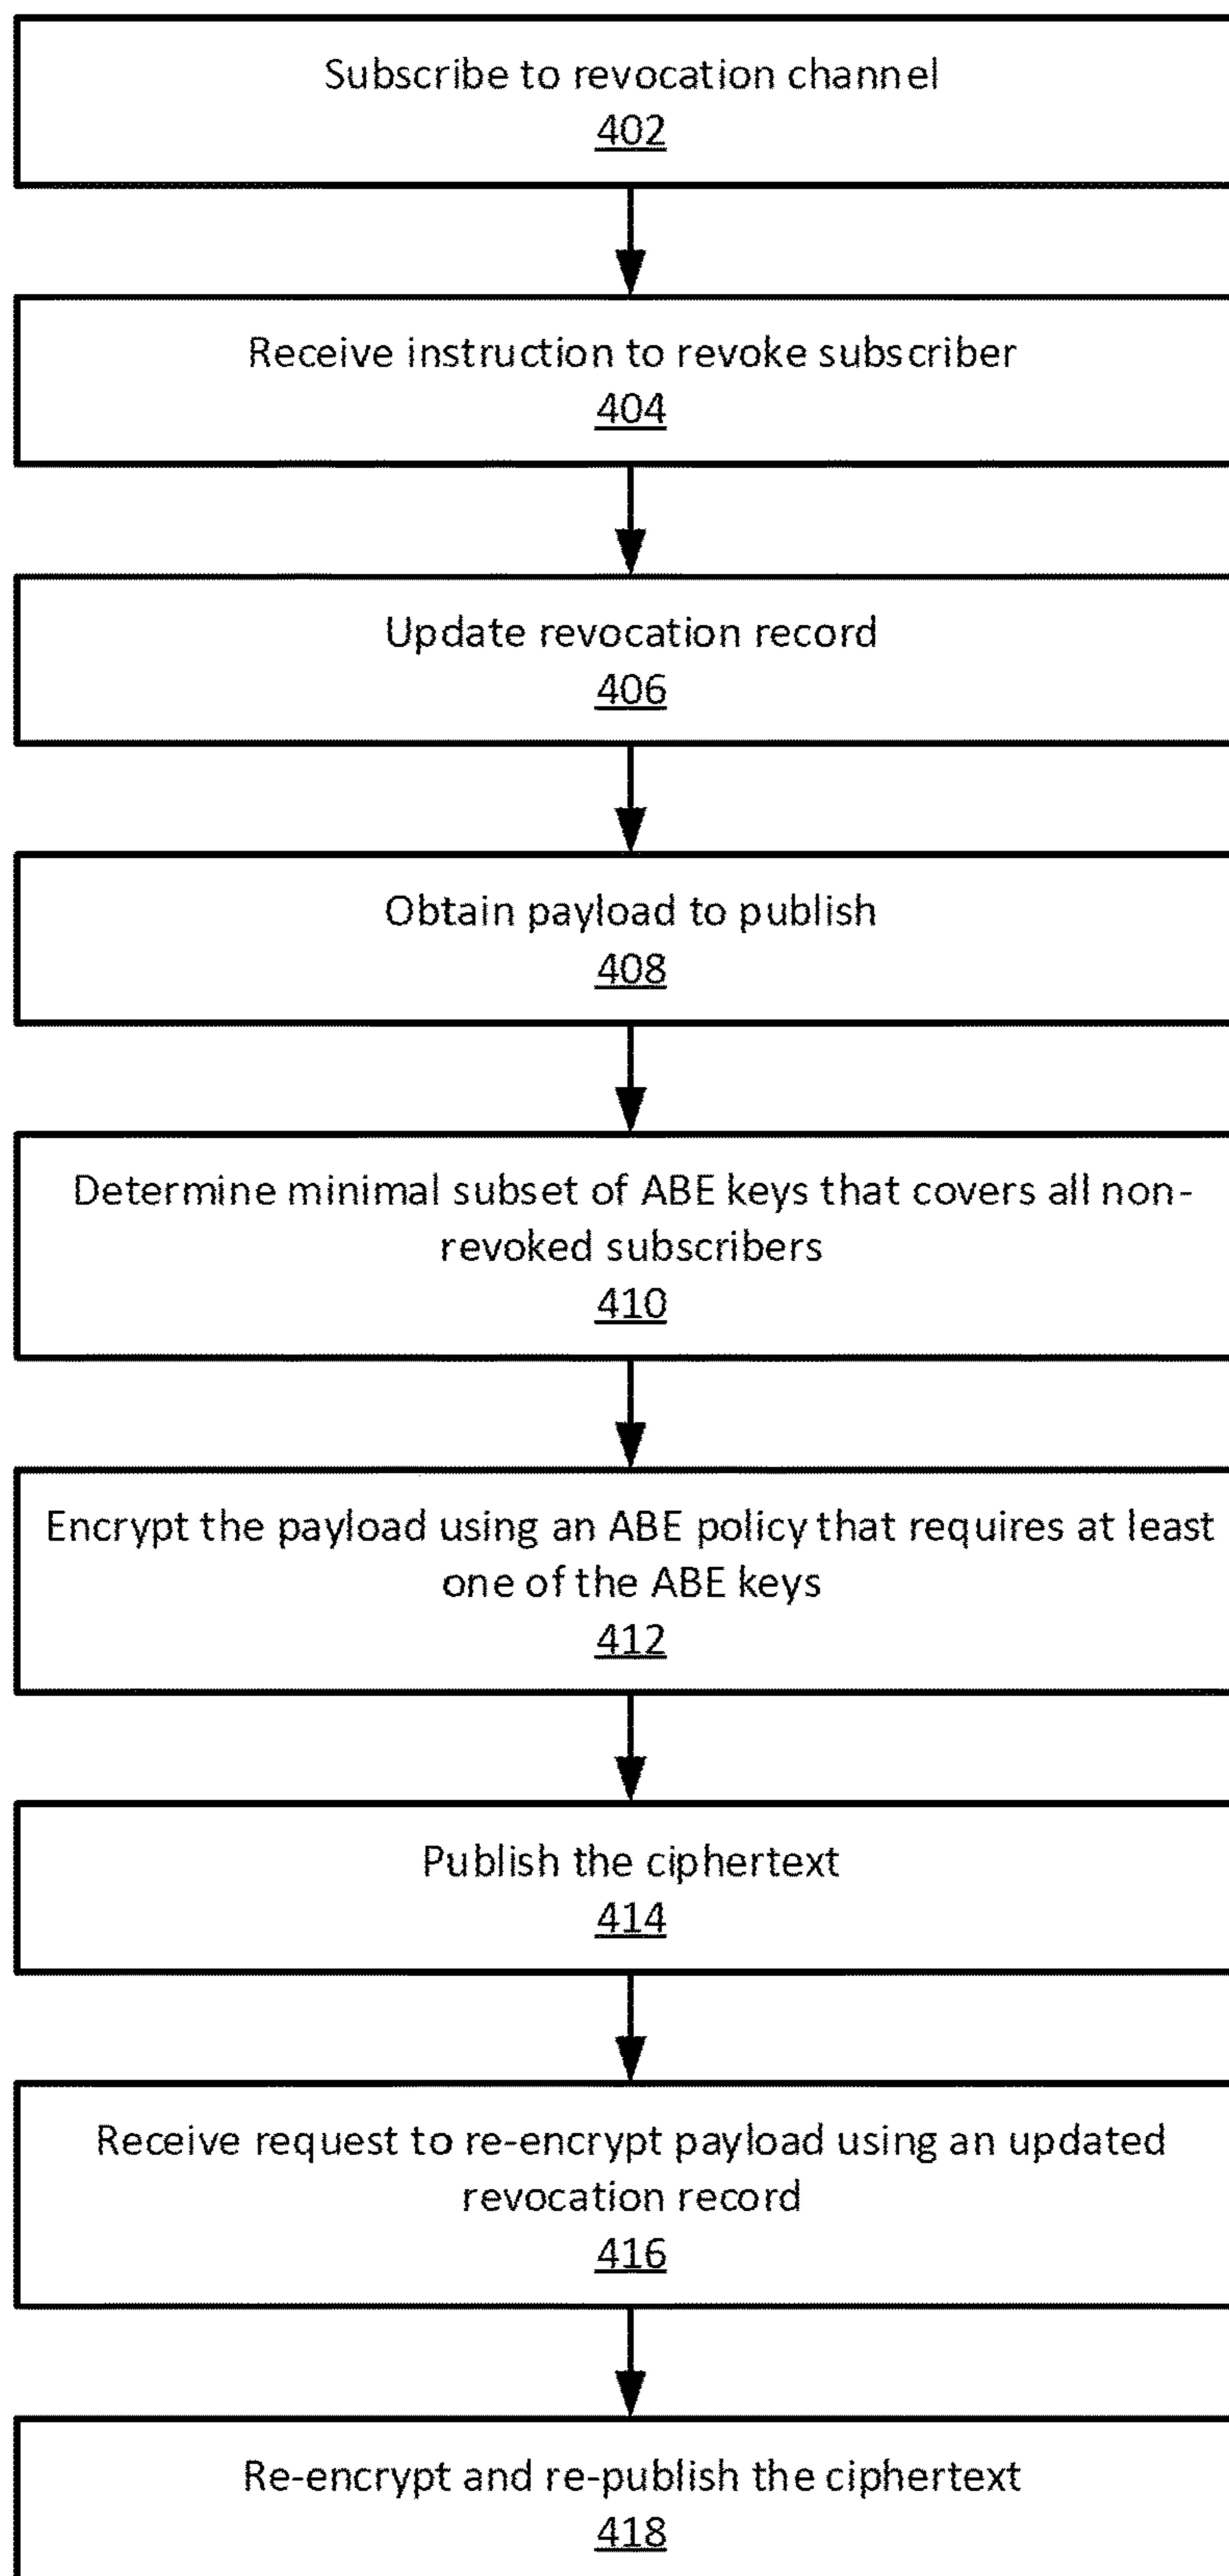 Subscribe to revocation channel
402
Receive instruction to revoke subscriber
404
Update revocation record
406
Obtain payload to publish
408
Determine minimal subset of ABE keys that covers all non-
revoked subscribers
410
Encrypt the payload using an ABE policy that requires at least
one of the ABE keys
412
Publish the ciphertext
414
Receive request to re-encrypt payload using an updated
revocation record
416
Re-encrypt and re-publish the ciphertext
418